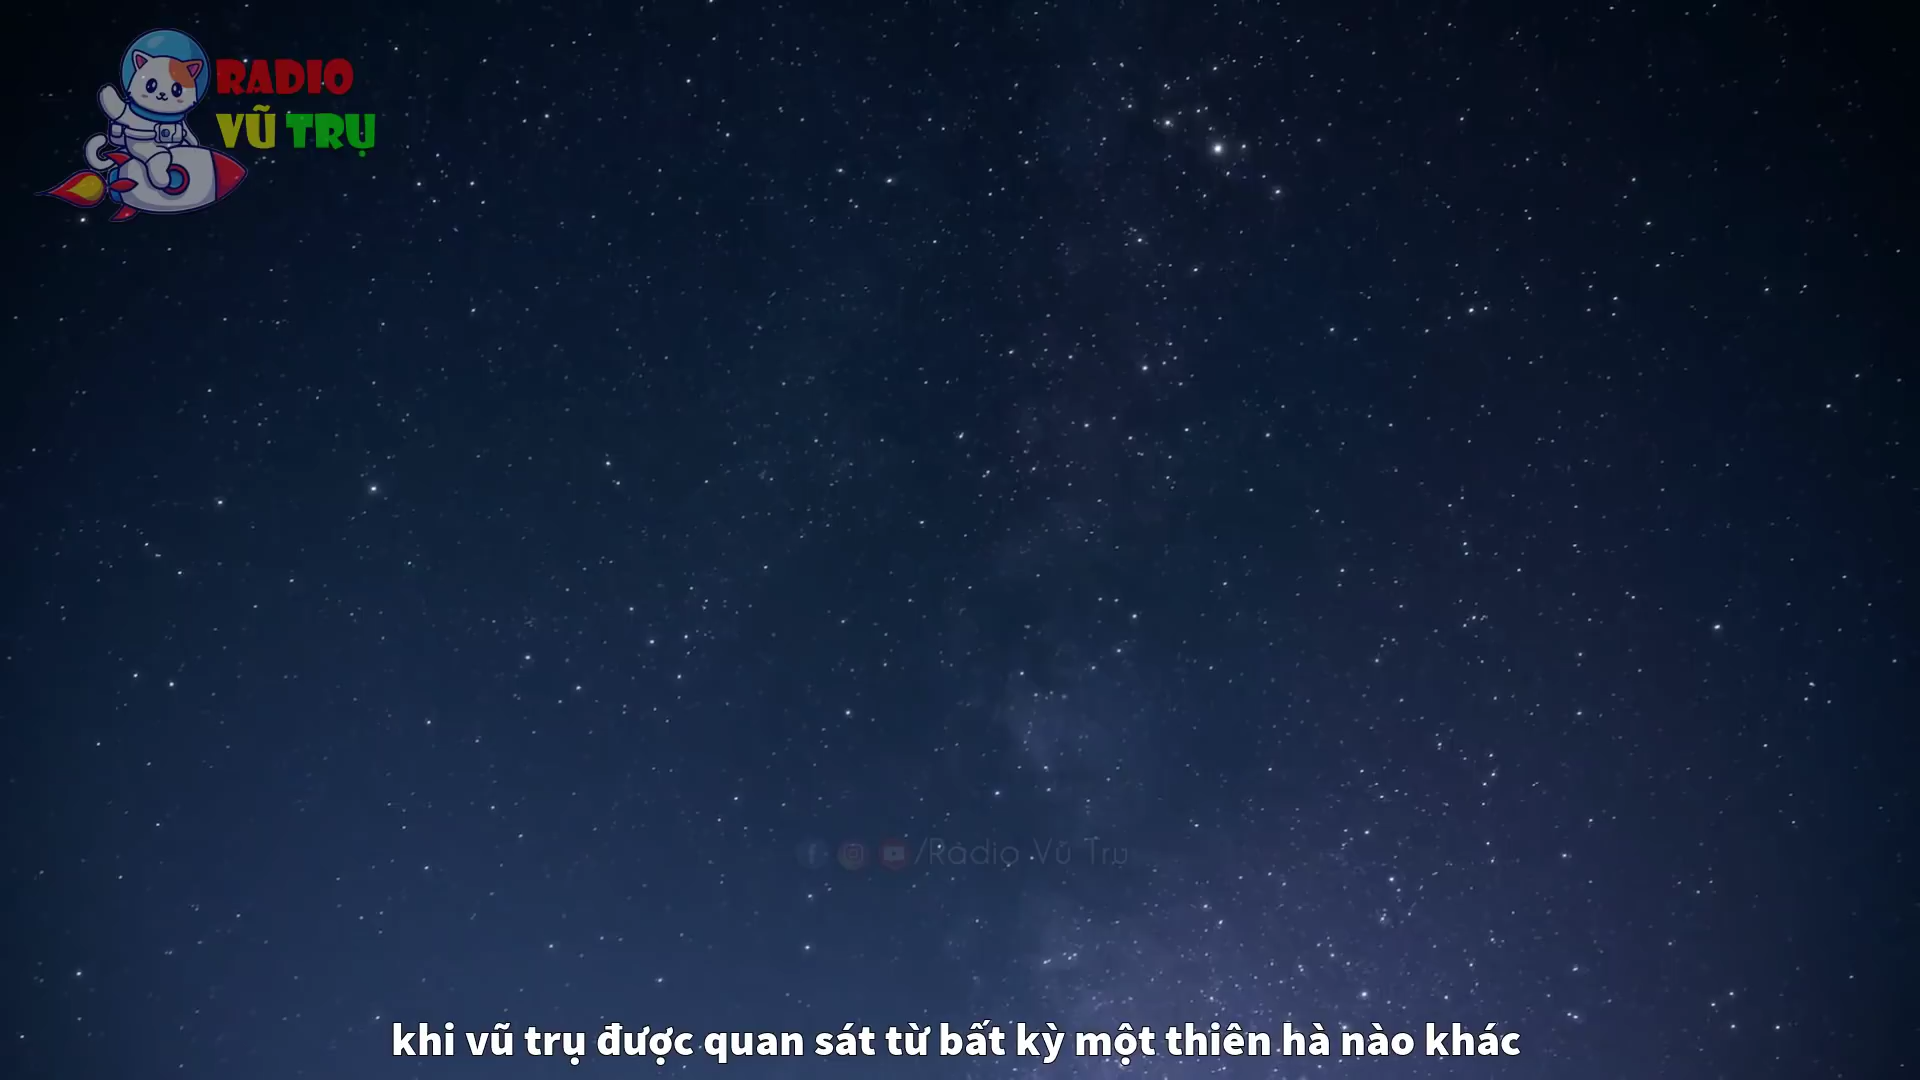 RADIO
VŨ TRỤ
/Radio Vũ Trụ
khi vũ trụ được quan sát từ bất kỳ một thiên hà nào khác